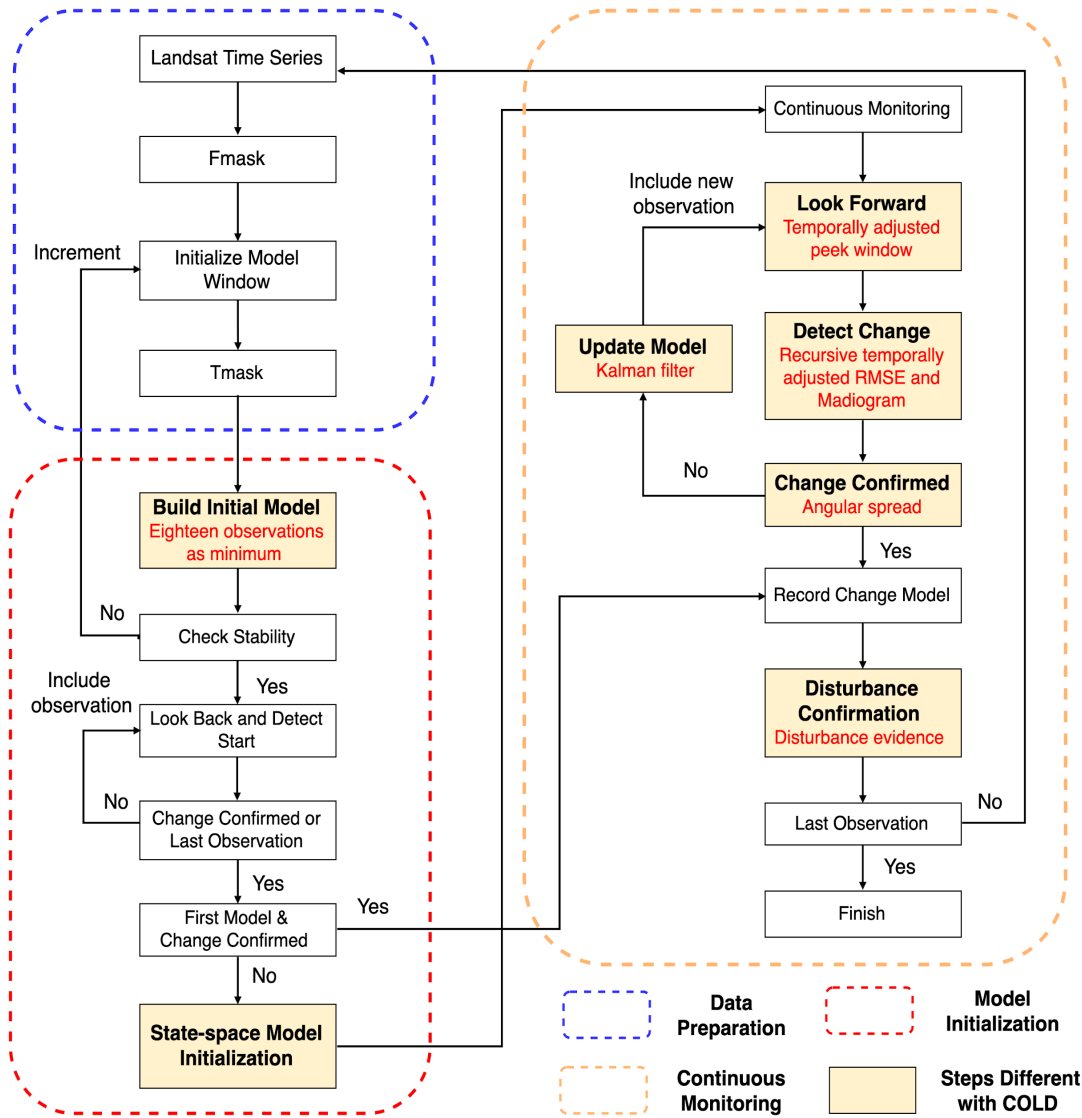 Landsat Time Series
Fmask
Increment
Initialize Model
Window
Tmask
Build Initial Model
Eighteen observations
as minimum
No
Check Stability
Yes
Include
observation
Look Back and Detect
Start
No
Change Confirmed or
Last Observation
Yes
First Model &
Change Confirmed
Yes
No
State-space Model
Initialization
Continuous Monitoring
Include new
observation
Look Forward
Temporally adjusted
peek window
Update Model
Kalman filter
Detect Change
Recursive temporally
adjusted RMSE and
Madiogram
No
Change Confirmed
Angular spread
Yes
Record Change Model
Disturbance
Confirmation
Disturbance evidence
Last Observation
No
Yes
Finish
Data
Preparation
Model
Initialization
Continuous
Monitoring
Steps Different
with COLD